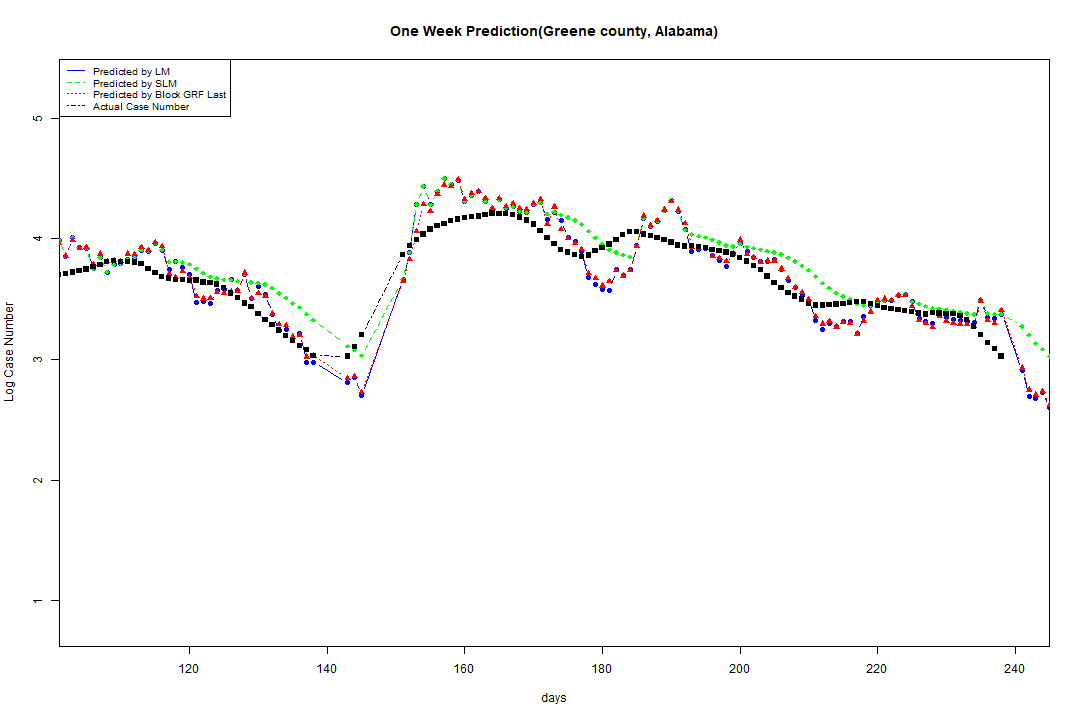 One Week Prediction(Greene county, Alabama)
Predicted by LM
Predicted by SLM
Predicted by Block GRF Last
Actual Case Number
5
4
3
2
1
Log Case Number
120 140 160 180 200 220 240
days